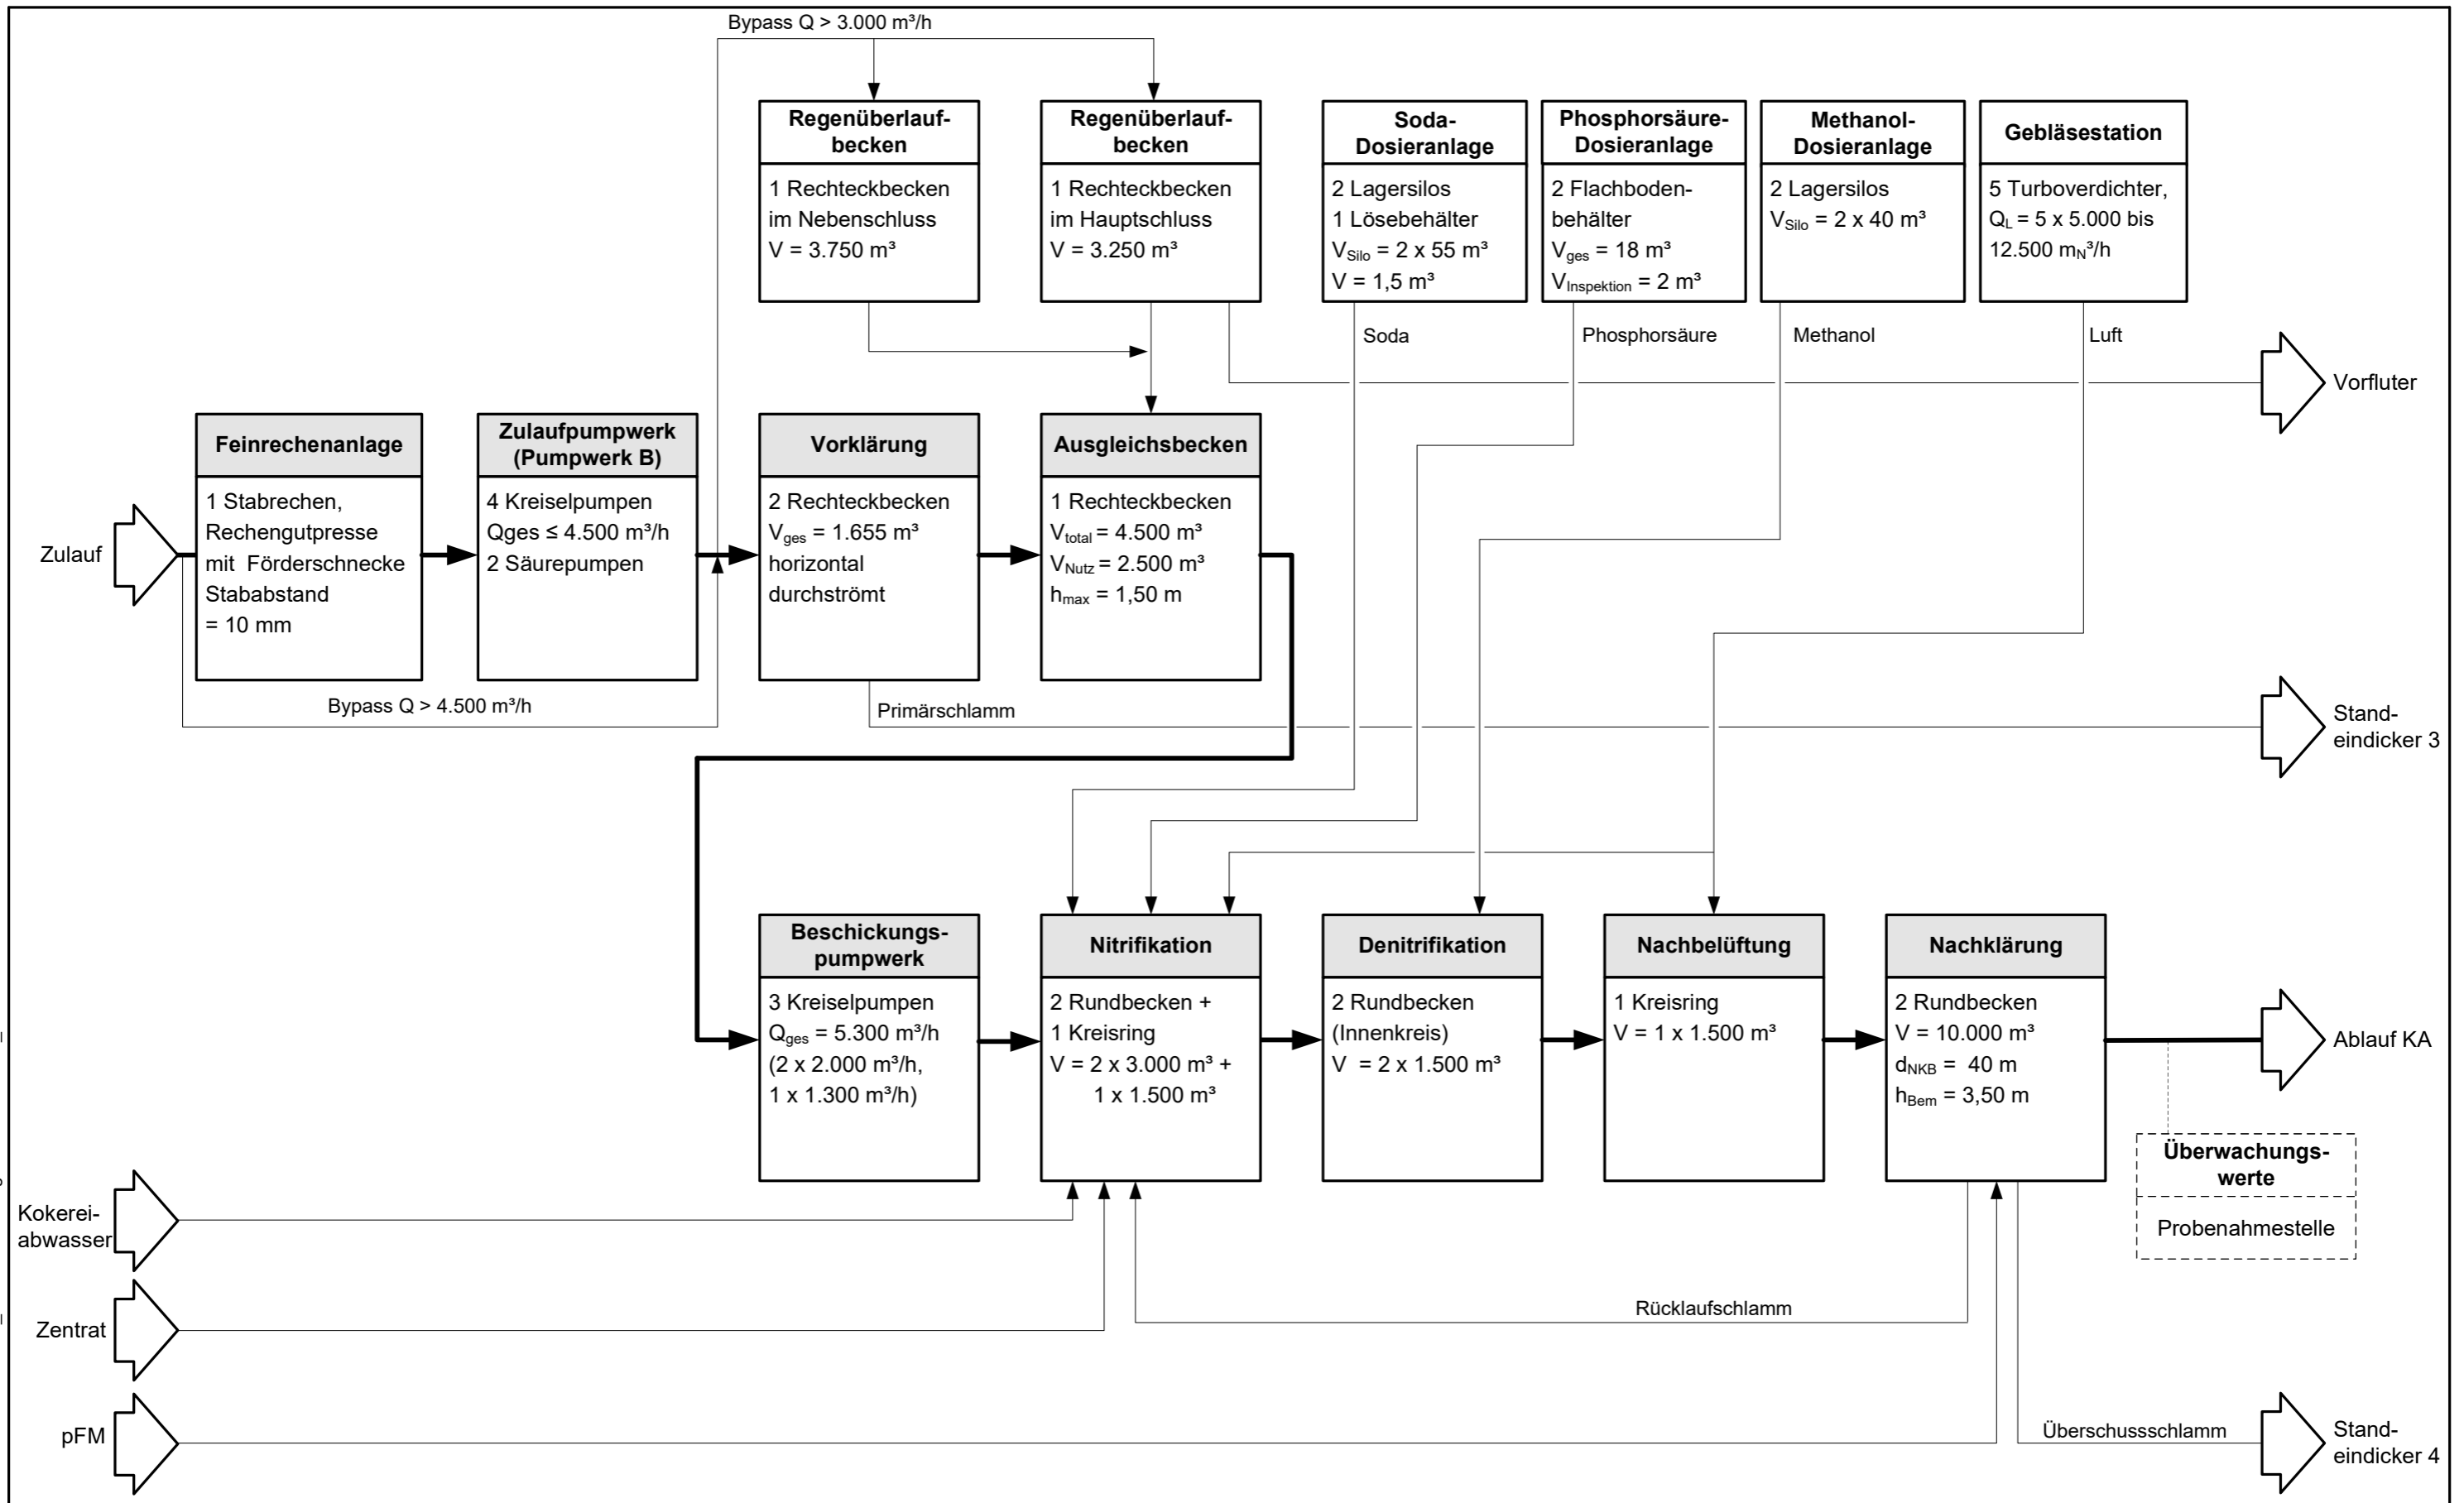 Bypass Q > 3.000 m³/h
Regenüberlauf-
becken
1 Rechteckbecken
im Nebenschluss
V = 3.750 m³
Regenüberlauf-
becken
1 Rechteckbecken
im Hauptschluss
V = 3.250 m³
Soda-
Dosieranlage
2 Lagersilos
1 Lösebehälter
VSilo = 2 x 55 m³
V = 1,5 m³
Phosphorsäure-
Dosieranlage
2 Flachboden-
behälter
Vges = 18 m³
VInspektion = 2 m³
Methanol-
Dosieranlage
2 Lagersilos
VSilo = 2 x 40 m³
Gebläsestation
5 Turboverdichter,
QL = 5 x 5.000 bis
12.500 mN³/h
Soda
Phosphorsäure
Methanol
Luft
Vorfluter
Zulauf
Feinrechenanlage
1 Stabrechen,
Rechengutpresse
mit Förderschnecke
Stababstand
= 10 mm
Zulaufpumpwerk
(Pumpwerk B)
4 Kreiselpumpen
Qges ≤ 4.500 m³/h
2 Säurepumpen
Vorklärung
2 Rechteckbecken
Vges = 1.655 m³
horizontal
durchströmt
Ausgleichsbecken
1 Rechteckbecken
Vtotal = 4.500 m³
VNutz = 2.500 m³
hmax = 1,50 m
Bypass Q > 4.500 m³/h
Primärschlamm
Stand-
eindicker 3
Beschickungs-
pumpwerk
3 Kreiselpumpen
Qges = 5.300 m³/h
(2 x 2.000 m³/h,
1 x 1.300 m³/h)
Nitrifikation
2 Rundbecken +
1 Kreisring
V = 2 x 3.000 m³ +
1 x 1.500 m³
Denitrifikation
2 Rundbecken
(Innenkreis)
V = 2 x 1.500 m³
Nachbelüftung
1 Kreisring
V = 1 x 1.500 m³
Nachklärung
2 Rundbecken
V = 10.000 m³
dNKB = 40 m
hBem = 3,50 m
Ablauf KA
Überwachungs-
werte
Probenahmestelle
Kokerei-
abwasser
Zentrat
Rücklaufschlamm
pFM
Überschussschlamm
Stand-
eindicker 4